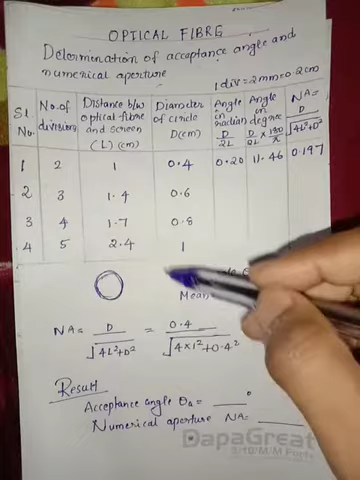 OPTICAL FIBRE
Determination of acceptance angle and
numerical aperture
1 div = 2mm = 0.2cm
Sl No. | No. of division | Distance b/w optical fibre and screen (L) (cm) | Diameter of circle D(cm) | Angle in radian D/2L | Angle in degree D/2L × 180/π | NA = D/√4L²+D²
1 | 2 | 1 | 0.4 | 0.20 | 11.46 | 0.197
2 | 3 | 1.4 | 0.6
3 | 4 | 1.7 | 0.8
4 | 5 | 2.4 | 1
Mean
NA = D/√4L²+D² = 0.4/√4×1²+0.4²
Result
Acceptance angle θa = ____°
Numerical aperture NA = ____
DapaGreat